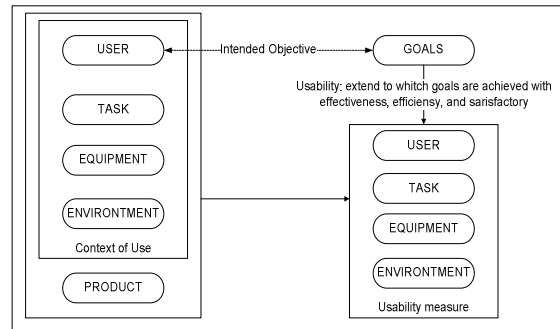 USER
Intended Objective
GOALS
Usability: extend to whitch goals are achieved with
effectiveness, efficiensy, and sarisfactory
TASK
EQUIPMENT
ENVIRONTMENT
Context of Use
PRODUCT
USER
TASK
EQUIPMENT
ENVIRONTMENT
Usability measure